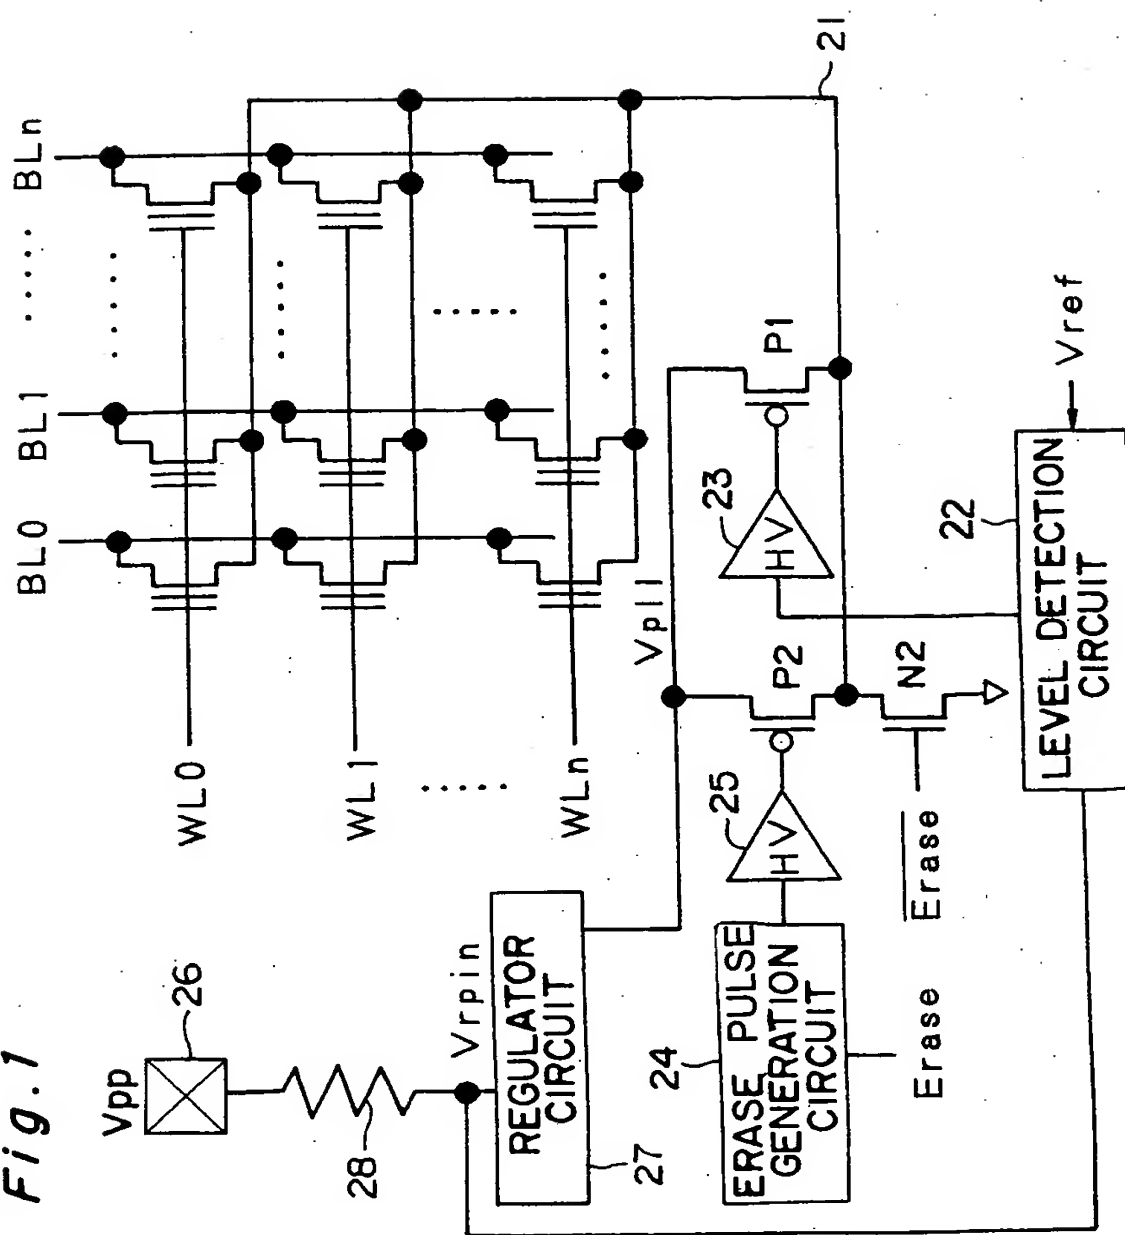 Fig.1
Vpp
26
28
Vrpin
REGULATOR
CIRCUIT
27
24
ERASE PULSE
GENERATION
CIRCUIT
Erase
25
HV
Erase
P2
N2
Vpll
23
HV
P1
22
LEVEL DETECTION
CIRCUIT
Vref
21
WL0
WL1
.....
WLn
BL0
BL1
.....
BLn